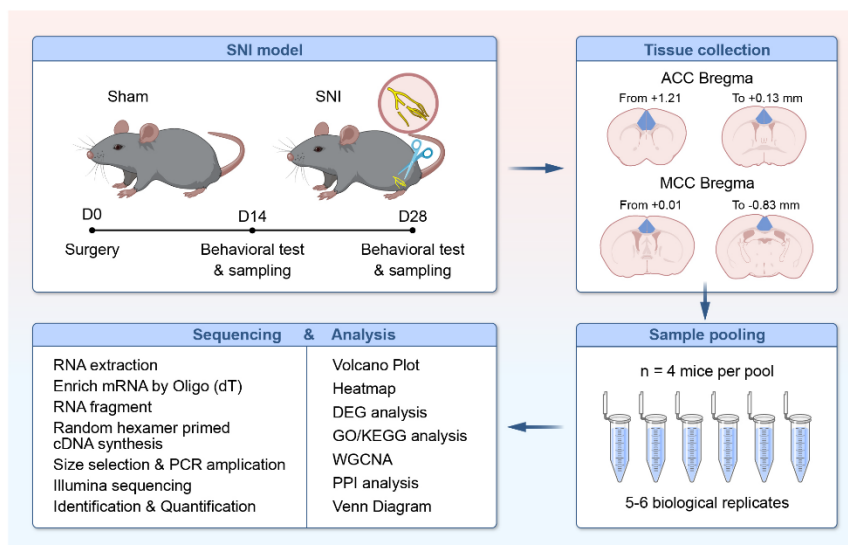 SNI model
Sham
SNI
D0
D14
D28
Surgery
Behavioral test
& sampling
Behavioral test
& sampling
Tissue collection
ACC Bregma
From +1.21
To +0.13 mm
MCC Bregma
From +0.01
To -0.83 mm
Sample pooling
n = 4 mice per pool
5-6 biological replicates
Sequencing & Analysis
RNA extraction
Enrich mRNA by Oligo (dT)
RNA fragment
Random hexamer primed
cDNA synthesis
Size selection & PCR amplication
Illumina sequencing
Identification & Quantification
Volcano Plot
Heatmap
DEG analysis
GO/KEGG analysis
WGCNA
PPI analysis
Venn Diagram